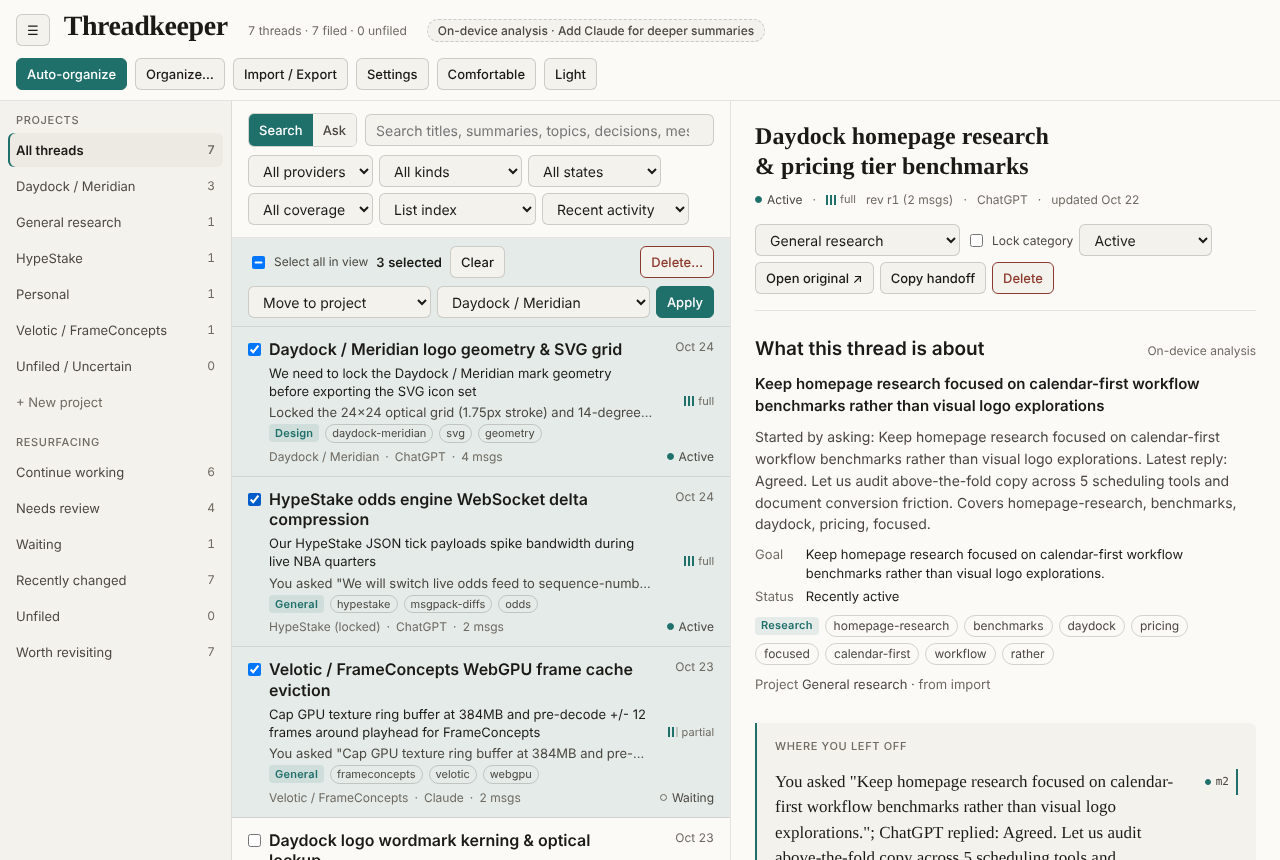 ☰
Threadkeeper
7 threads · 7 filed · 0 unfiled
On-device analysis · Add Claude for deeper summaries
Auto-organize
Organize...
Import / Export
Settings
Comfortable
Light
PROJECTS
All threads 7
Daydock / Meridian 3
General research 1
HypeStake 1
Personal 1
Velotic / FrameConcepts 1
Unfiled / Uncertain 0
+ New project
RESURFACING
Continue working 6
Needs review 4
Waiting 1
Recently changed 7
Unfiled 0
Worth revisiting 7
Search
Ask
Search titles, summaries, topics, decisions, mes
All providers
All kinds
All states
All coverage
List index
Recent activity
Select all in view
3 selected
Clear
Delete...
Move to project
Daydock / Meridian
Apply
Daydock / Meridian logo geometry & SVG grid
Oct 24
We need to lock the Daydock / Meridian mark geometry
before exporting the SVG icon set
full
Locked the 24×24 optical grid (1.75px stroke) and 14-degree…
Design
daydock-meridian
svg
geometry
Daydock / Meridian · ChatGPT · 4 msgs
Active
HypeStake odds engine WebSocket delta
compression
Oct 24
Our HypeStake JSON tick payloads spike bandwidth during
live NBA quarters
full
You asked "We will switch live odds feed to sequence-numb…
General
hypestake
msgpack-diffs
odds
HypeStake (locked) · ChatGPT · 2 msgs
Active
Velotic / FrameConcepts WebGPU frame cache
eviction
Oct 23
Cap GPU texture ring buffer at 384MB and pre-decode +/- 12
frames around playhead for FrameConcepts
partial
You asked "Cap GPU texture ring buffer at 384MB and pre-…
General
frameconcepts
velotic
webgpu
Velotic / FrameConcepts · Claude · 2 msgs
Waiting
Daydock logo wordmark kerning & optical
lockup
Oct 23
Daydock homepage research
& pricing tier benchmarks
Active · full rev r1 (2 msgs) · ChatGPT · updated Oct 22
General research
Lock category
Active
Open original ↗
Copy handoff
Delete
What this thread is about
On-device analysis
Keep homepage research focused on calendar-first workflow
benchmarks rather than visual logo explorations
Started by asking: Keep homepage research focused on calendar-first
workflow benchmarks rather than visual logo explorations. Latest reply:
Agreed. Let us audit above-the-fold copy across 5 scheduling tools and
document conversion friction. Covers homepage-research, benchmarks,
daydock, pricing, focused.
Goal Keep homepage research focused on calendar-first workflow
benchmarks rather than visual logo explorations.
Status Recently active
Research
homepage-research
benchmarks
daydock
pricing
focused
calendar-first
workflow
rather
Project General research · from import
WHERE YOU LEFT OFF
You asked "Keep homepage research focused on calendar-
m2
first workflow benchmarks rather than visual logo
explorations."; ChatGPT replied: Agreed. Let us audit
above-the-fold copy across 5 scheduling tools and